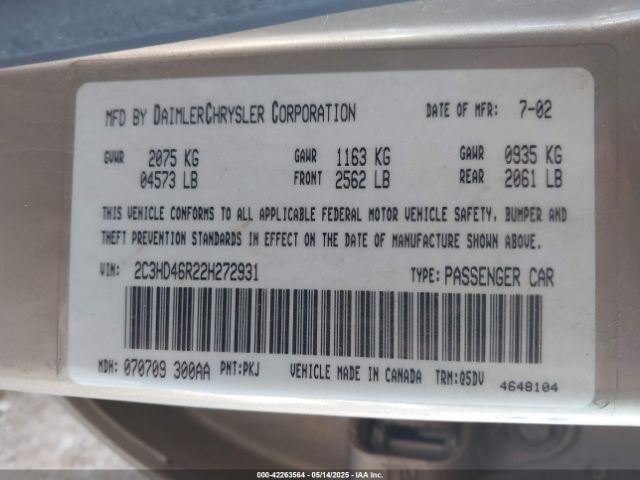 MFD BY DAIMLERCHRYSLER CORPORATION DATE OF MFR: 7-02
GVWR 2075 KG GAWR 1163 KG GAWR 0935 KG
04573 LB FRONT 2562 LB REAR 2061 LB
THIS VEHICLE CONFORMS TO ALL APPLICABLE FEDERAL MOTOR VEHICLE SAFETY, BUMPER AND
THEFT PREVENTION STANDARDS IN EFFECT ON THE DATE OF MANUFACTURE SHOWN ABOVE.
VIN: 2C3HD46R22H272931 TYPE: PASSENGER CAR
MDH: 070709 300AA PNT:PKJ VEHICLE MADE IN CANADA TRM:Q5DV
4648104
000-42263564 - 05/14/2025 - IAAI.com